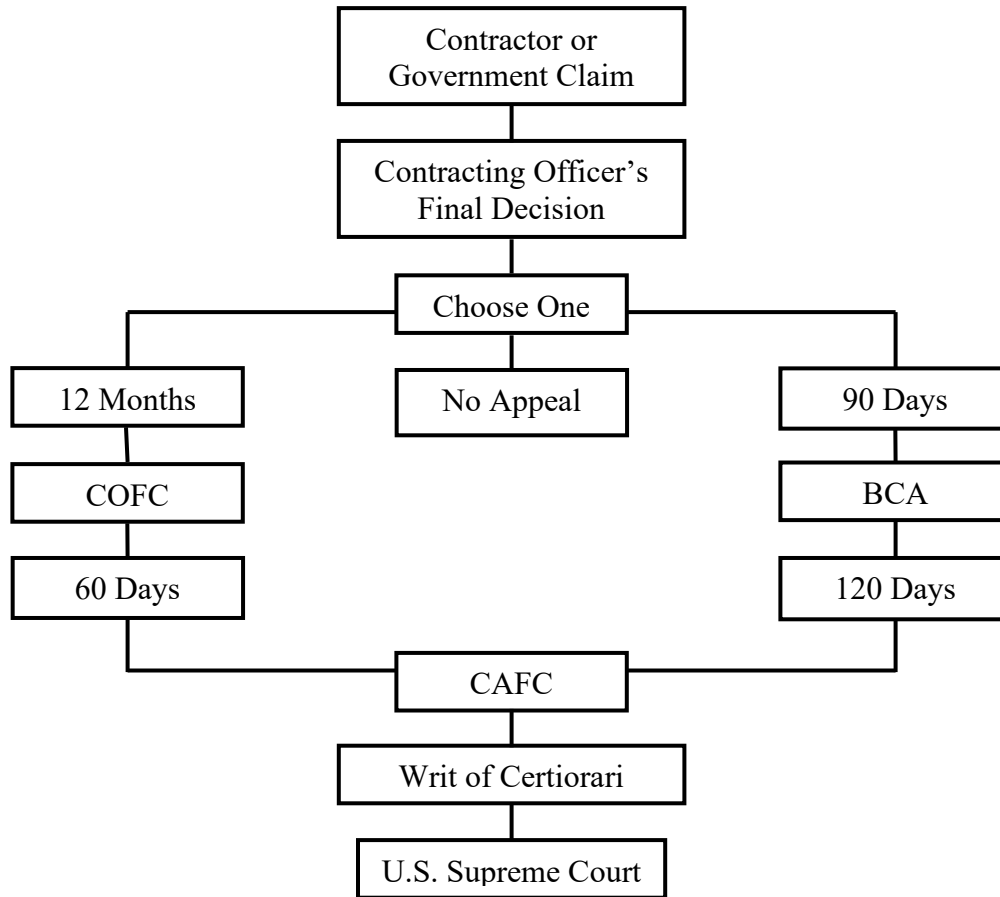 Contractor or
Government Claim
Contracting Officer’s
Final Decision
Choose One
12 Months
No Appeal
90 Days
COFC
BCA
60 Days
120 Days
CAFC
Writ of Certiorari
U.S. Supreme Court